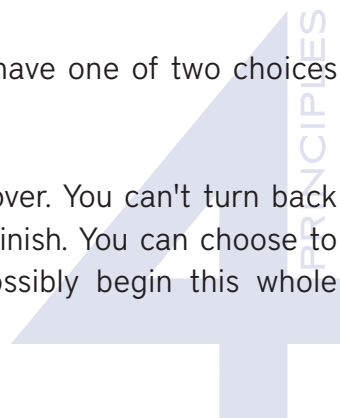 have one of two choices
over. You can't turn back
inish. You can choose to
ossibly begin this whole
4
PRINCIPLES